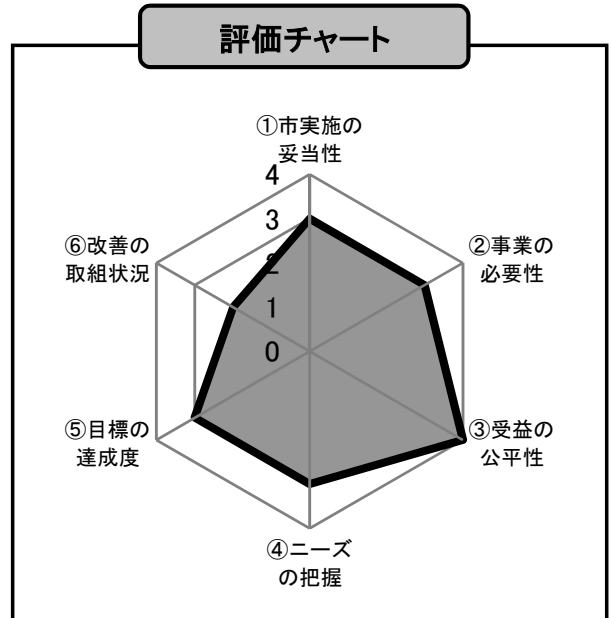 評価チャート
①市実施の
妥当性
4
3
2
1
0
②事業の
必要性
③受益の
公平性
④ニーズ
の把握
⑤目標の
達成度
⑥改善の
取組状況